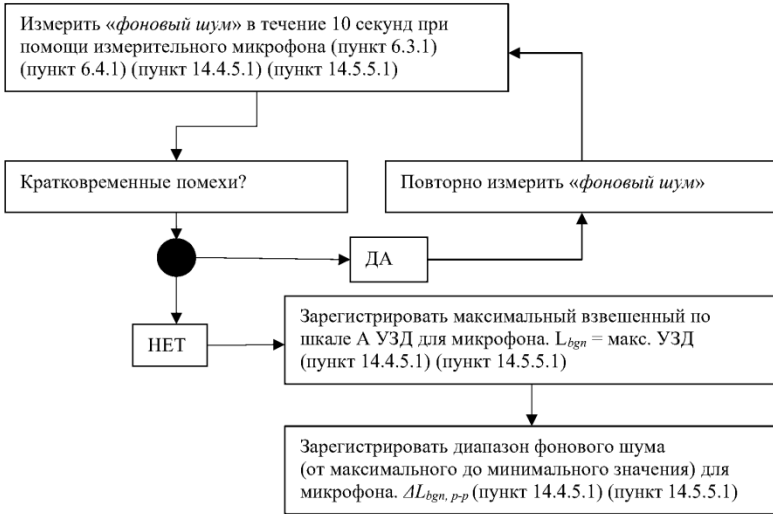 Измерить «фоновый шум» в течение 10 секунд при
помощи измерительного микрофона (пункт 6.3.1)
(пункт 6.4.1) (пункт 14.4.5.1) (пункт 14.5.5.1)
Кратковременные помехи?
Повторно измерить «фоновый шум»
ДА
НЕТ
Зарегистрировать максимальный взвешенный по
шкале А УЗД для микрофона. Lbgn = макс. УЗД
(пункт 14.4.5.1) (пункт 14.5.5.1)
Зарегистрировать диапазон фонового шума
(от максимального до минимального значения) для
микрофона. ΔLbgn, p-p (пункт 14.4.5.1) (пункт 14.5.5.1)